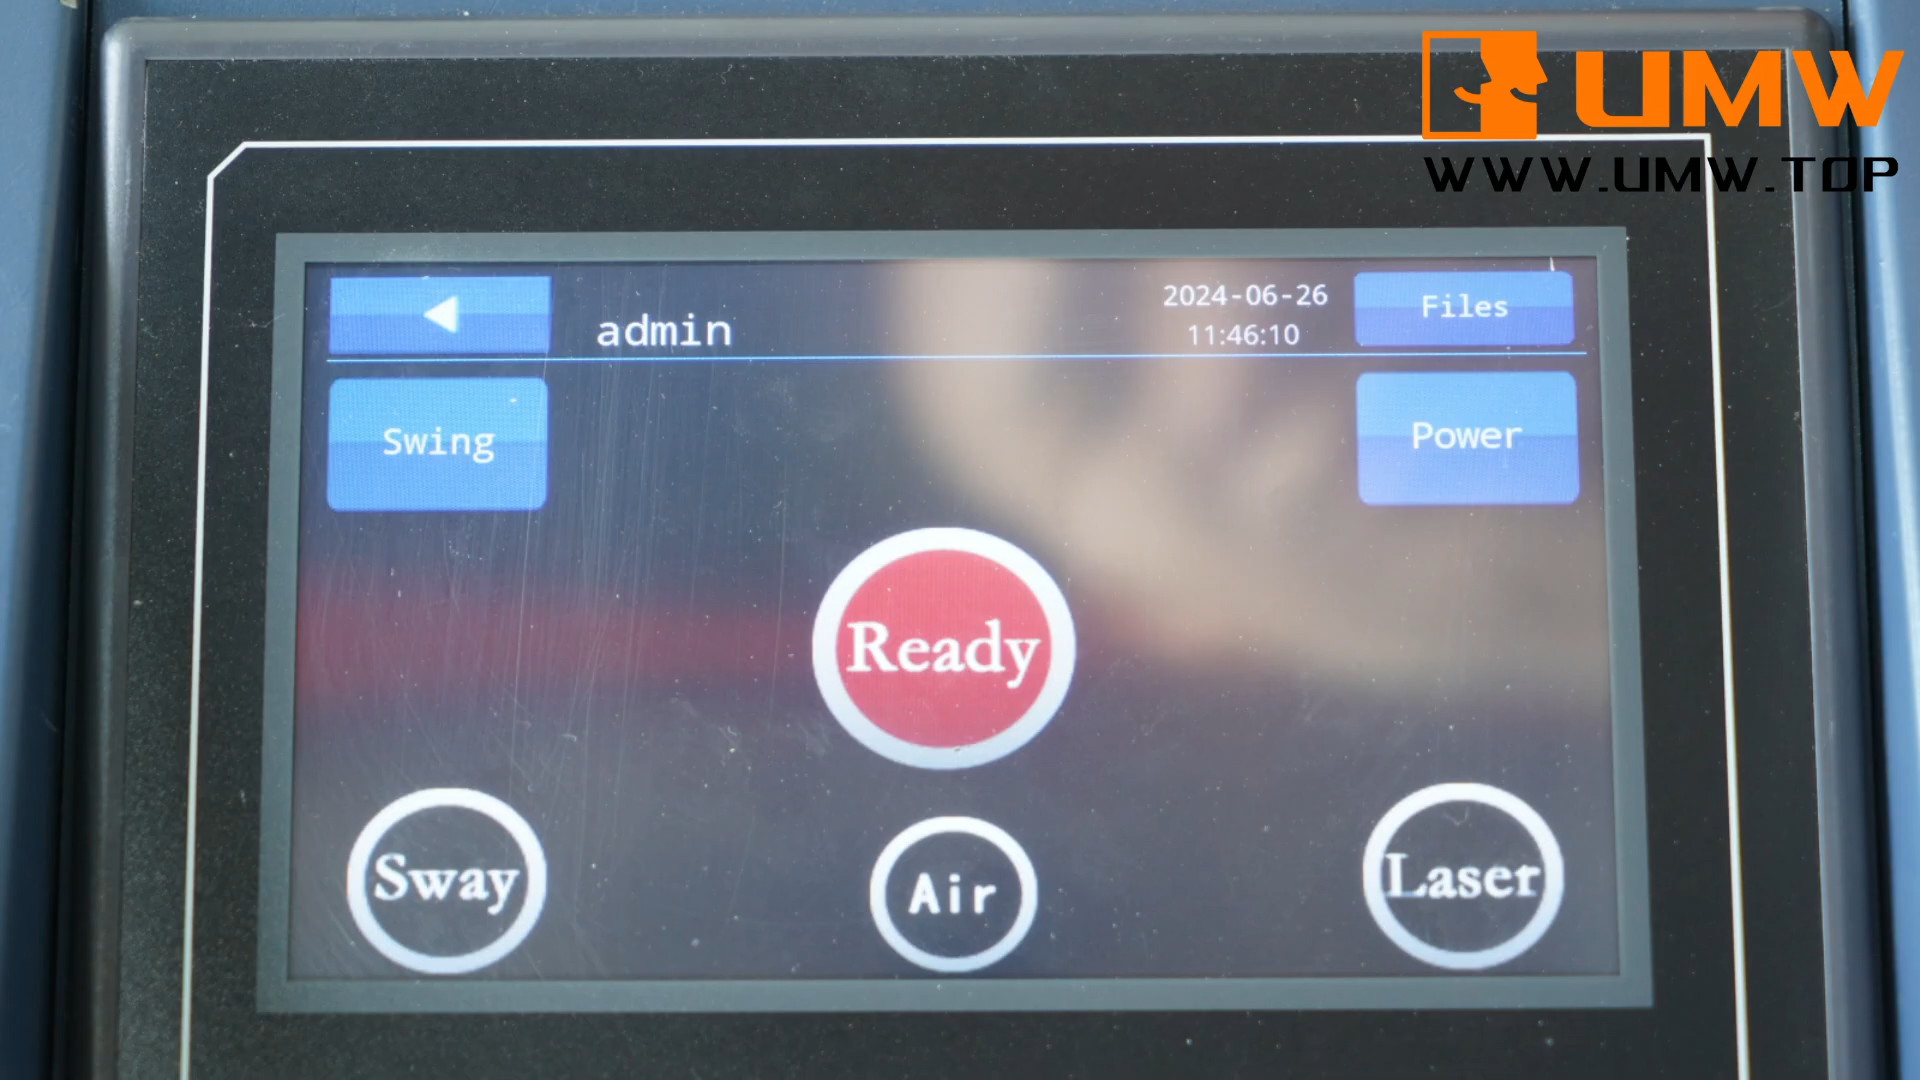 UMW
WWW.UMW.TOP
admin
2024-06-26
11:46:10
Files
Swing
Power
Ready
Sway
Air
Laser